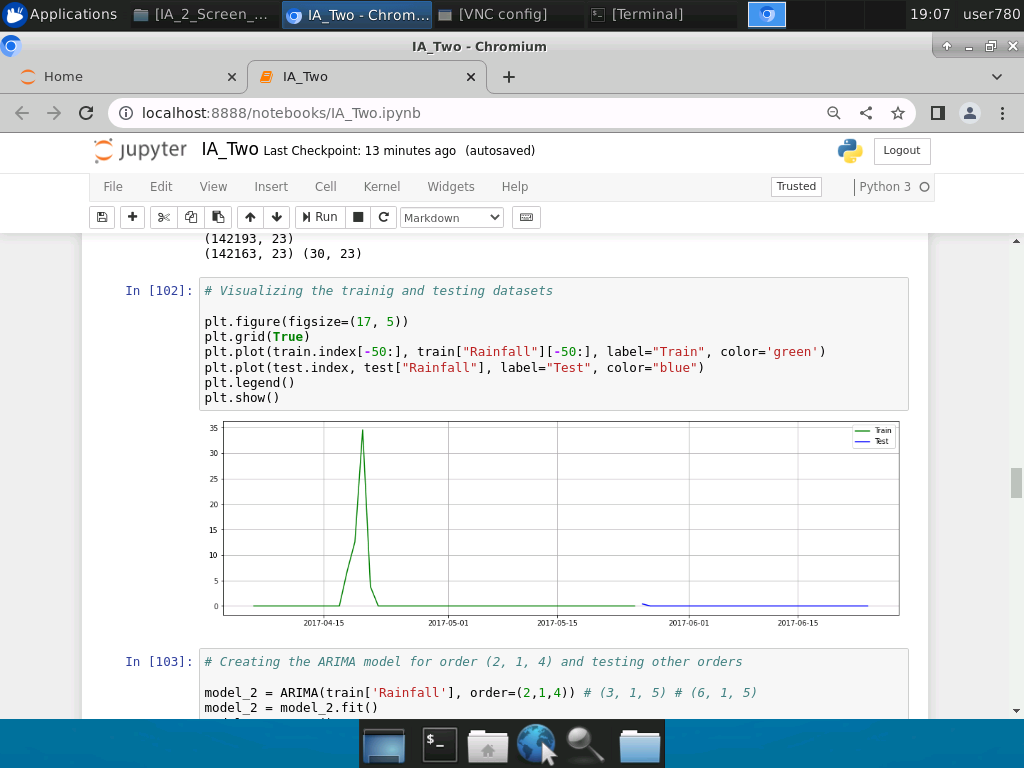 Applications
[IA_2_Screen_...
IA_Two - Chrom...
[VNC config]
[Terminal]
19:07
user780
IA_Two - Chromium
Home
IA_Two
localhost:8888/notebooks/IA_Two.ipynb
jupyter
IA_Two Last Checkpoint: 13 minutes ago (autosaved)
Logout
File Edit View Insert Cell Kernel Widgets Help
Trusted
Python 3
Run
Markdown
(142193, 23)
(142163, 23) (30, 23)
In [102]:
# Visualizing the trainig and testing datasets
plt.figure(figsize=(17, 5))
plt.grid(True)
plt.plot(train.index[-50:], train["Rainfall"][-50:], label="Train", color='green')
plt.plot(test.index, test["Rainfall"], label="Test", color="blue")
plt.legend()
plt.show()
Train
Test
35
30
25
20
15
10
5
0
2017-04-15 2017-05-01 2017-05-15 2017-06-01 2017-06-15
In [103]:
# Creating the ARIMA model for order (2, 1, 4) and testing other orders
model_2 = ARIMA(train['Rainfall'], order=(2,1,4)) # (3, 1, 5) # (6, 1, 5)
model_2 = model_2.fit()